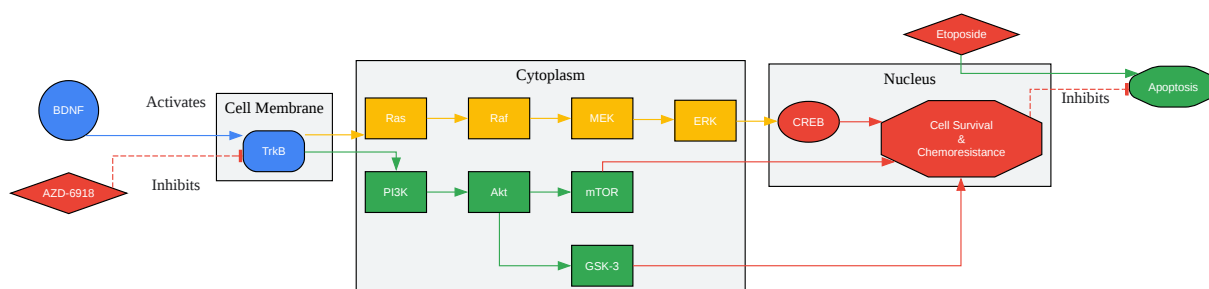 Etoposide
Cytoplasm
Nucleus
Apoptosis
Inhibits
BDNF
Activates
Cell Membrane
TrkB
Inhibits
AZD-6918
Ras
Raf
MEK
ERK
CREB
Cell Survival
&
Chemoresistance
PI3K
Akt
mTOR
GSK-3